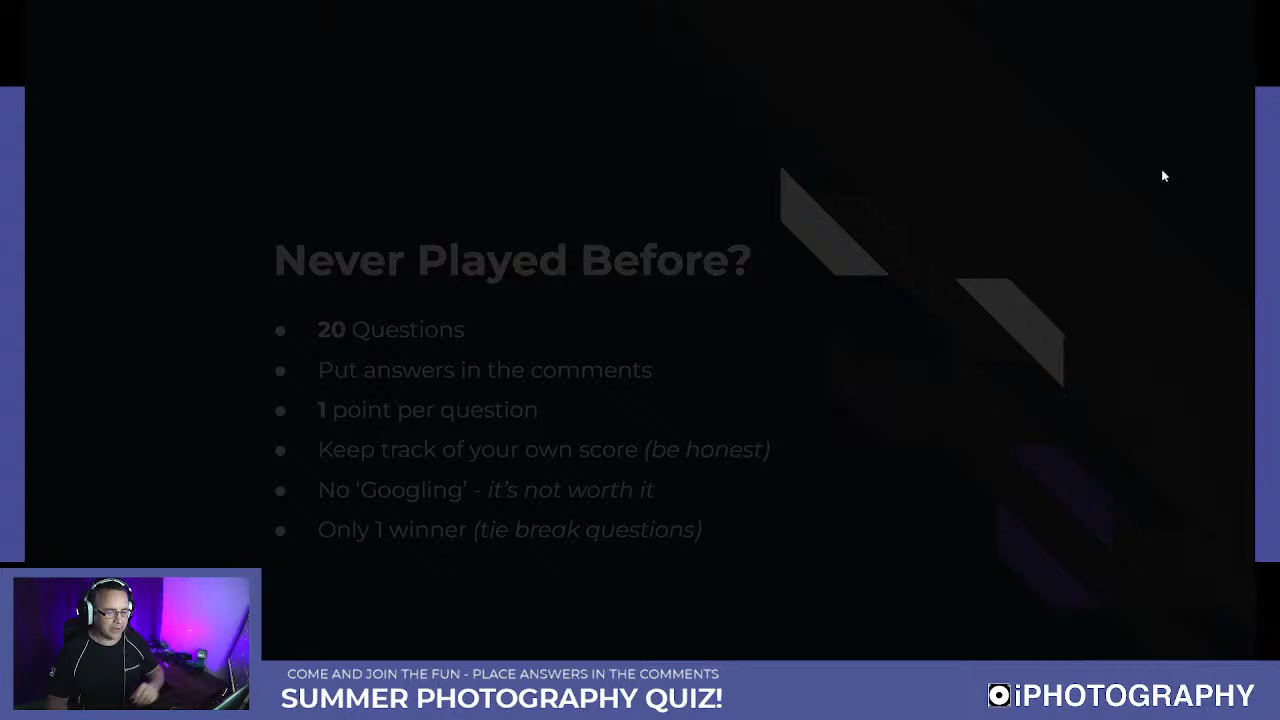 Never Played Before?
● 20 Questions
● Put answers in the comments
● 1 point per question
● Keep track of your own score (be honest)
● No ‘Googling’ - it’s not worth it
● Only 1 winner (tie break questions)
COME AND JOIN THE FUN - PLACE ANSWERS IN THE COMMENTS
SUMMER PHOTOGRAPHY QUIZ!
iPHOTOGRAPHY